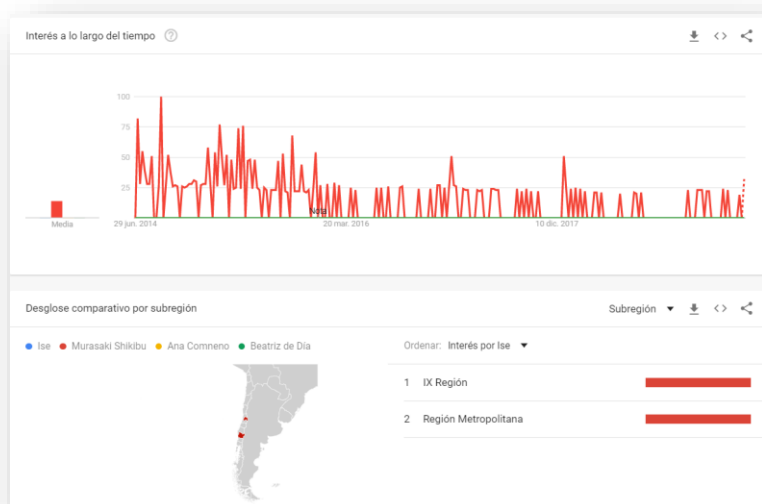 Interés a lo largo del tiempo
100
75
50
25
Nota
Media
29 jun. 2014
20 mar. 2016
10 dic. 2017
Desglose comparativo por subregión
Subregión
Ise
Murasaki Shikibu
Ana Comneno
Beatriz de Día
Ordenar: Interés por Ise
1 IX Región
2 Región Metropolitana